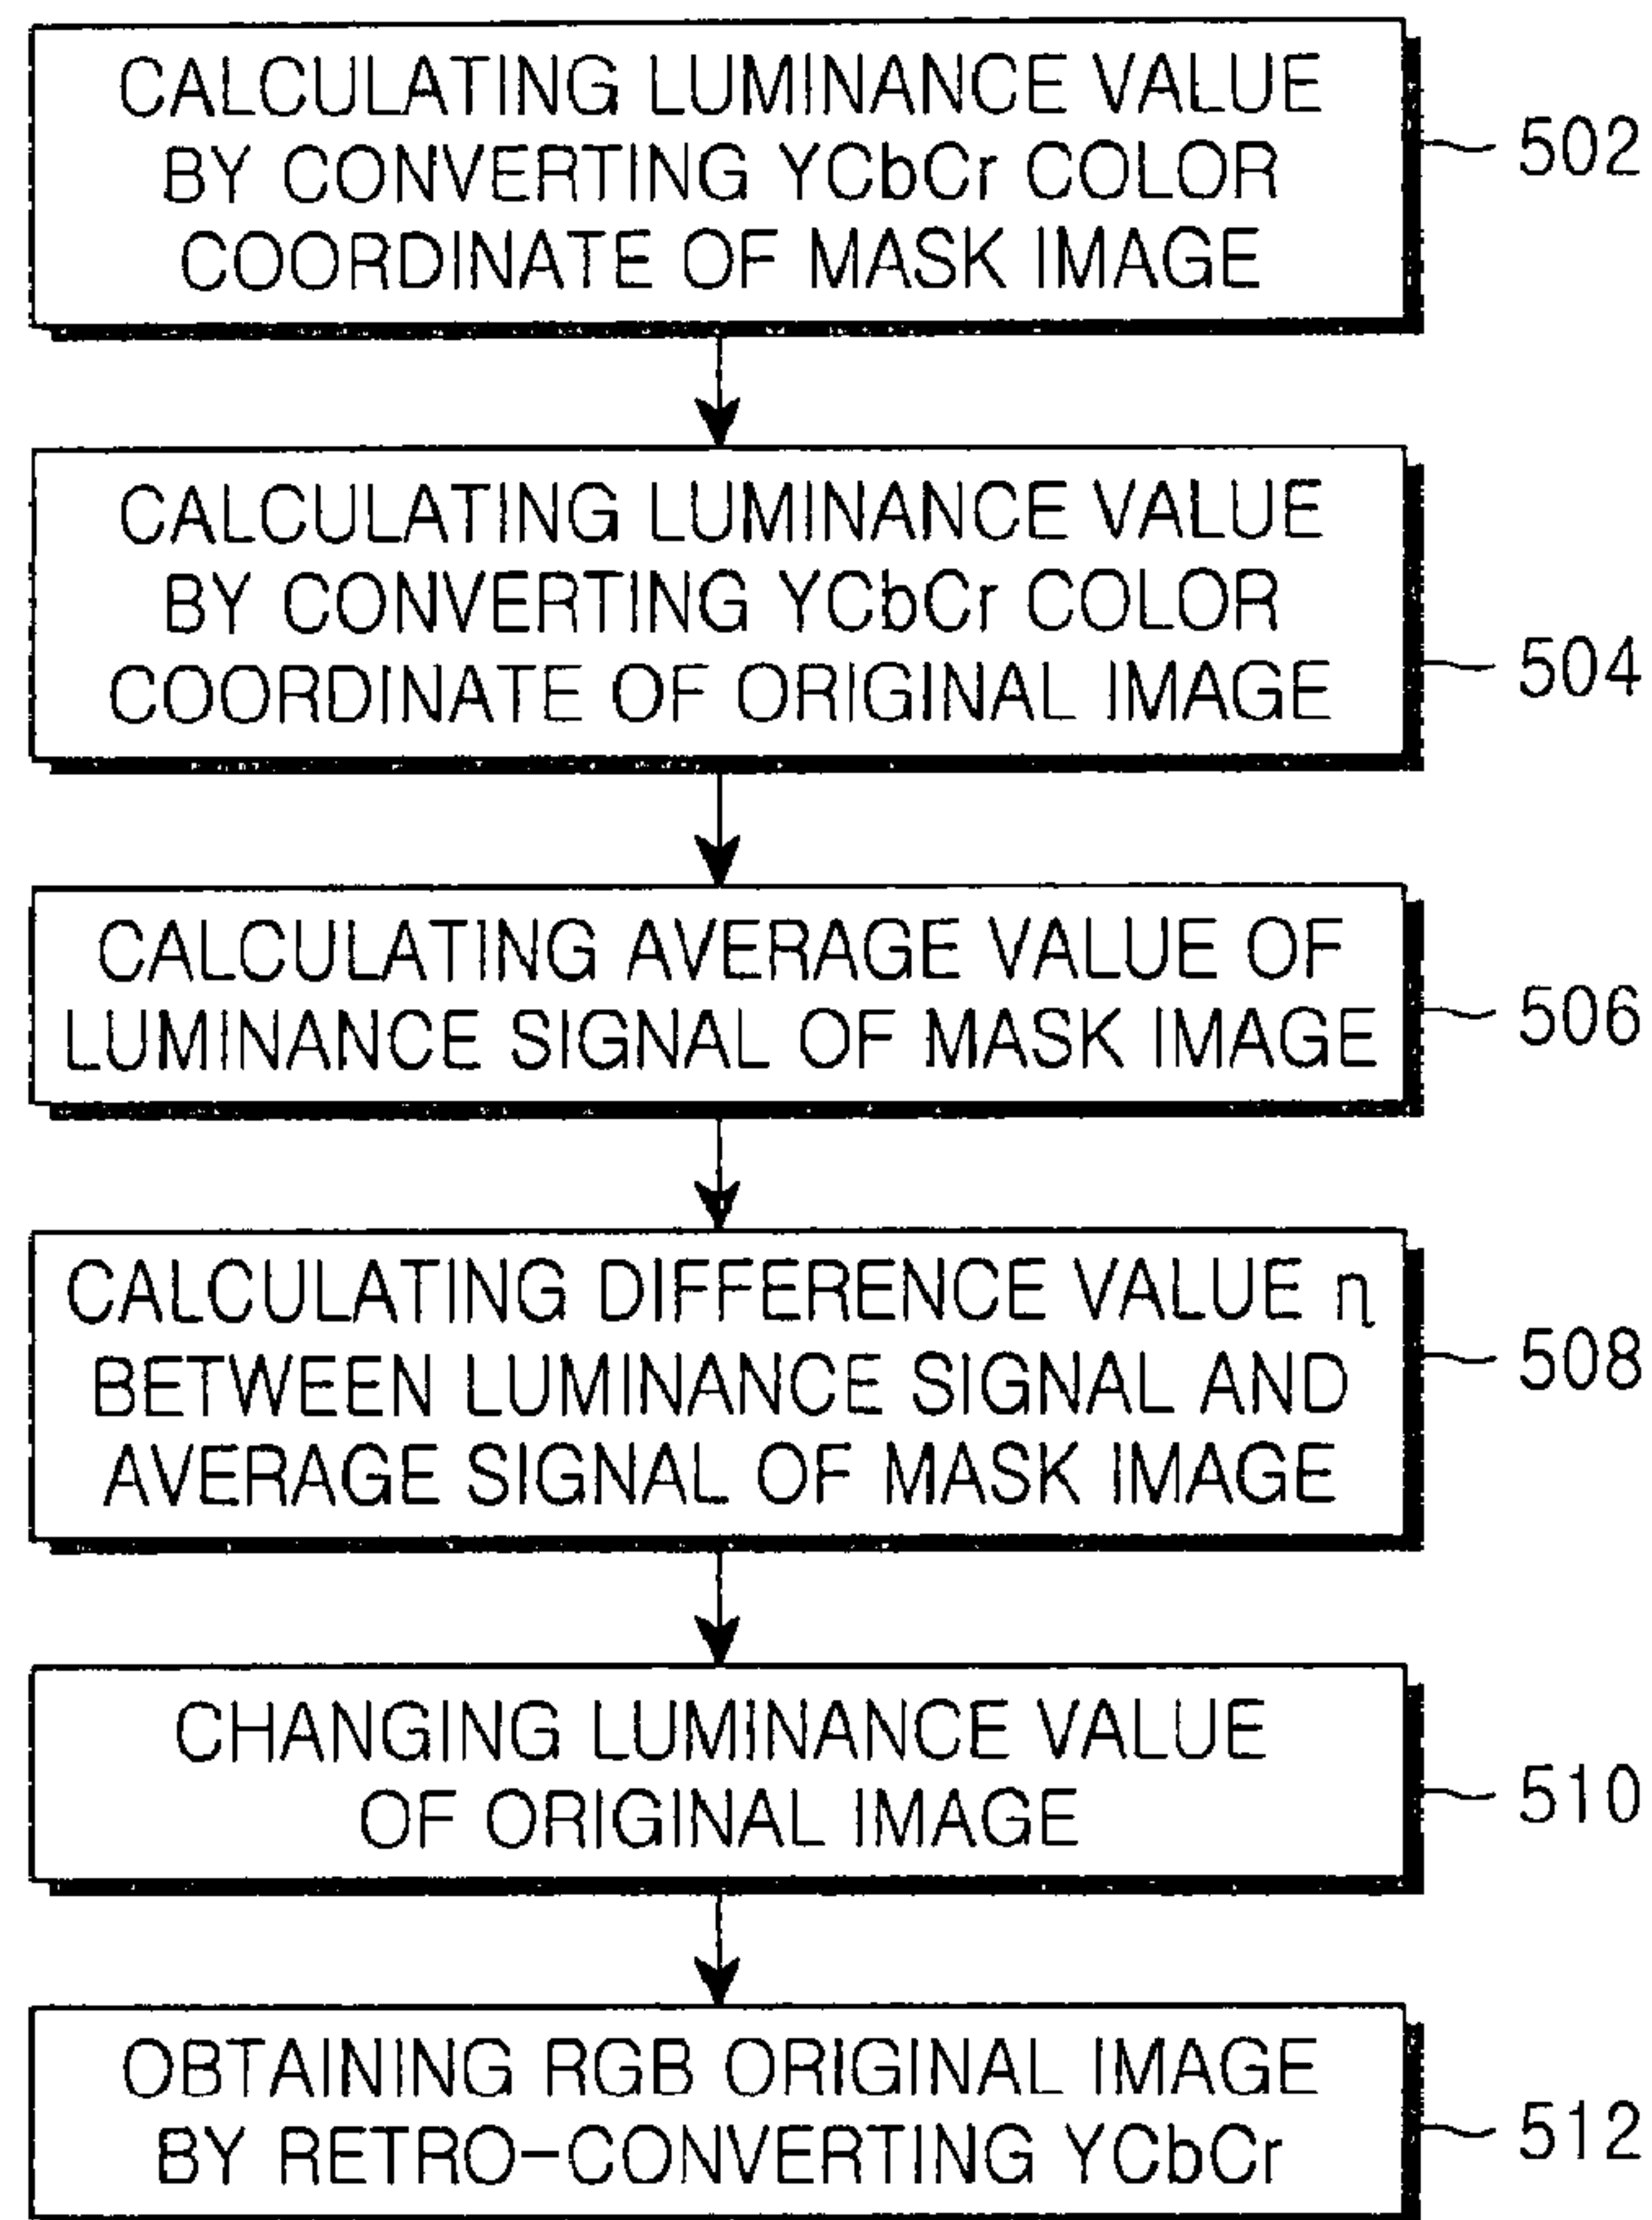 CALCULATING LUMINANCE VALUE
BY CONVERTING YCbCr COLOR
COORDINATE OF MASK IMAGE
502
CALCULATING LUMINANCE VALUE
BY CONVERTING YCbCr COLOR
COORDINATE OF ORIGINAL IMAGE
504
CALCULATING AVERAGE VALUE OF
LUMINANCE SIGNAL OF MASK IMAGE
506
CALCULATING DIFFERENCE VALUE η
BETWEEN LUMINANCE SIGNAL AND
AVERAGE SIGNAL OF MASK IMAGE
508
CHANGING LUMINANCE VALUE
OF ORIGINAL IMAGE
510
OBTAINING RGB ORIGINAL IMAGE
BY RETRO-CONVERTING YCbCr
512